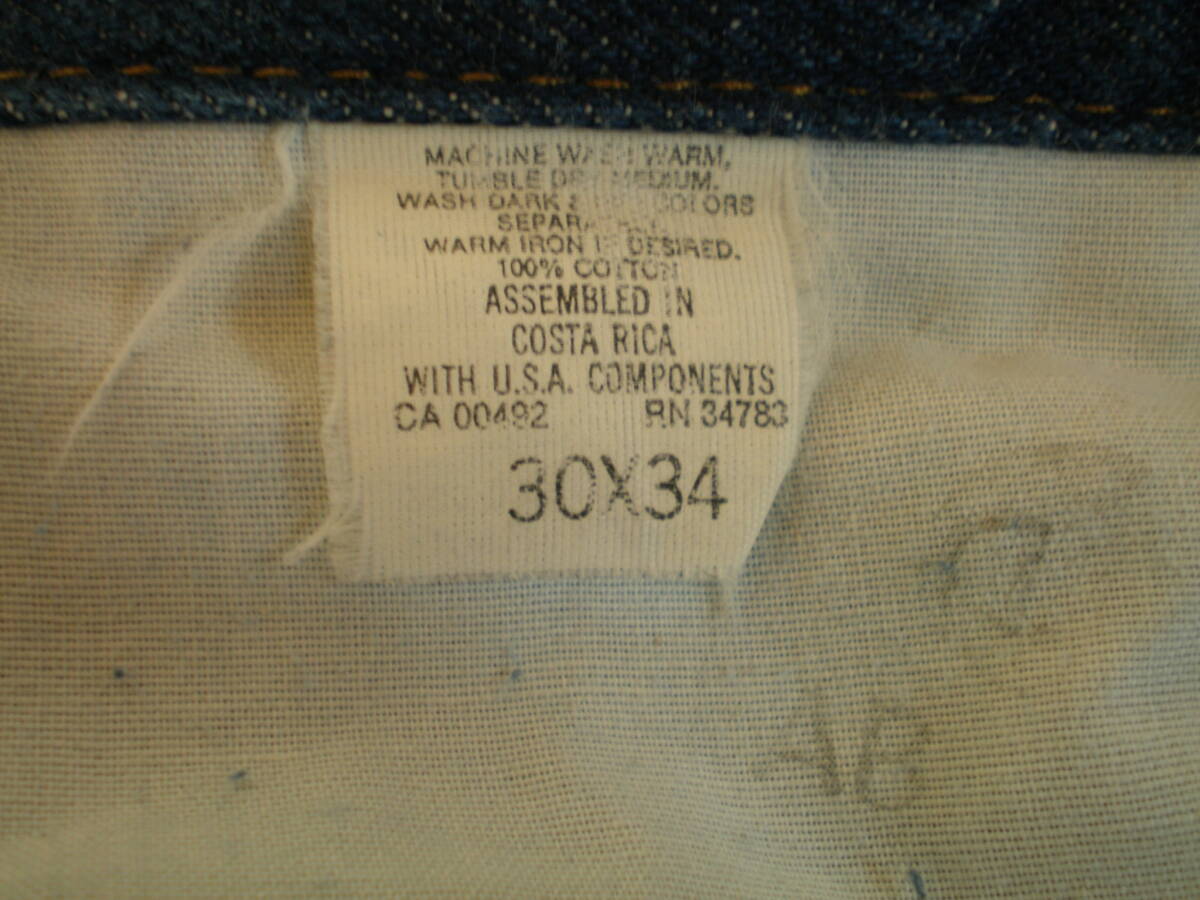 MACHINE WASH WARM,
TUMBLE DRY MEDIUM.
WASH DARK & COLORS
SEPARATELY.
WARM IRON IF DESIRED.
100% COTTON
ASSEMBLED IN
COSTA RICA
WITH U.S.A. COMPONENTS
CA 00492 RN 34783
30X34